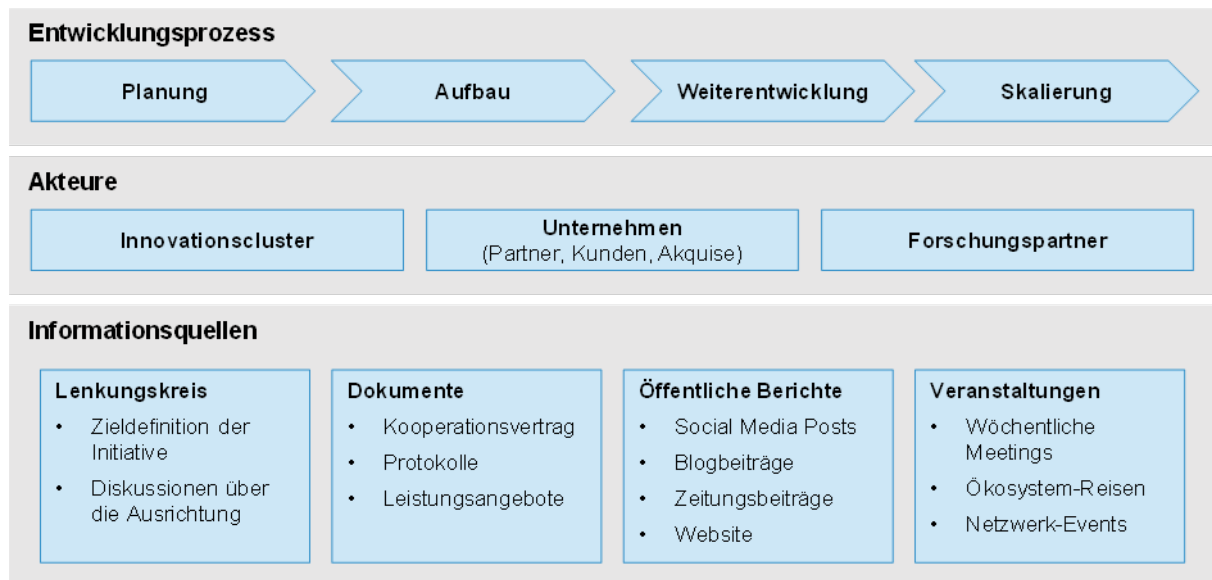 Entwicklungsprozess
Planung
Aufbau
Weiterentwicklung
Skalierung
Akteure
Innovationscluster
Unternehmen
(Partner, Kunden, Akquise)
Forschungspartner
Informationsquellen
Lenkungskreis
• Zieldefinition der
Initiative
• Diskussionen über
die Ausrichtung
Dokumente
• Kooperationsvertrag
• Protokolle
• Leistungsangebote
Öffentliche Berichte
• Social Media Posts
• Blogbeiträge
• Zeitungsbeiträge
• Website
Veranstaltungen
• Wöchentliche
Meetings
• Ökosystem-Reisen
• Netzwerk-Events